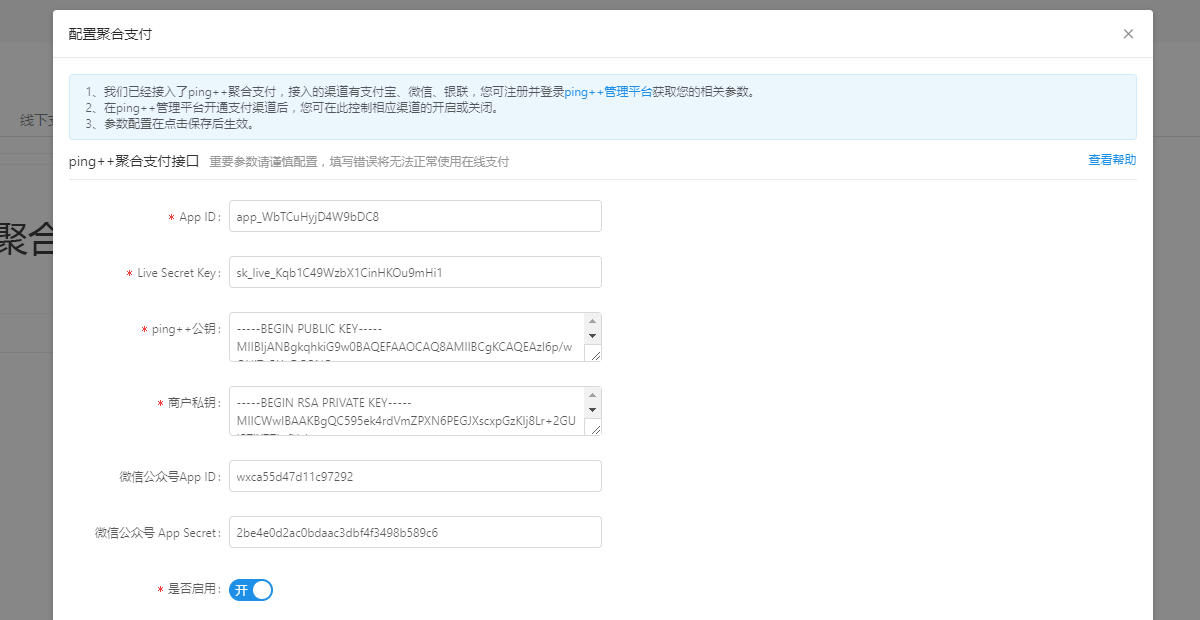 配置聚合支付
×
1、我们已经接入了ping++聚合支付，接入的渠道有支付宝、微信、银联，您可注册并登录ping++管理平台获取您的相关参数。
2、在ping++管理平台开通支付渠道后，您可在此控制相应渠道的开启或关闭。
3、参数配置在点击保存后生效。
线下
ping++聚合支付接口 重要参数请谨慎配置，填写错误将无法正常使用在线支付 查看帮助
聚合
* App ID: app_WbTCuHyjD4W9bDC8
* Live Secret Key: sk_live_Kqb1C49WzbX1CinHKOu9mHi1
* ping++公钥: -----BEGIN PUBLIC KEY-----
MIIBIjANBgkqhkiG9w0BAQEFAAOCAQ8AMIIBCgKCAQEAzI6p/w
* 商户私钥: -----BEGIN RSA PRIVATE KEY-----
MIICWwIBAAKBgQC595ek4rdVmZPXN6PEGJXscxpGzKlj8Lr+2GU
微信公众号App ID: wxca55d47d11c97292
微信公众号 App Secret: 2be4e0d2ac0bdaac3dbf4f3498b589c6
* 是否启用: 开